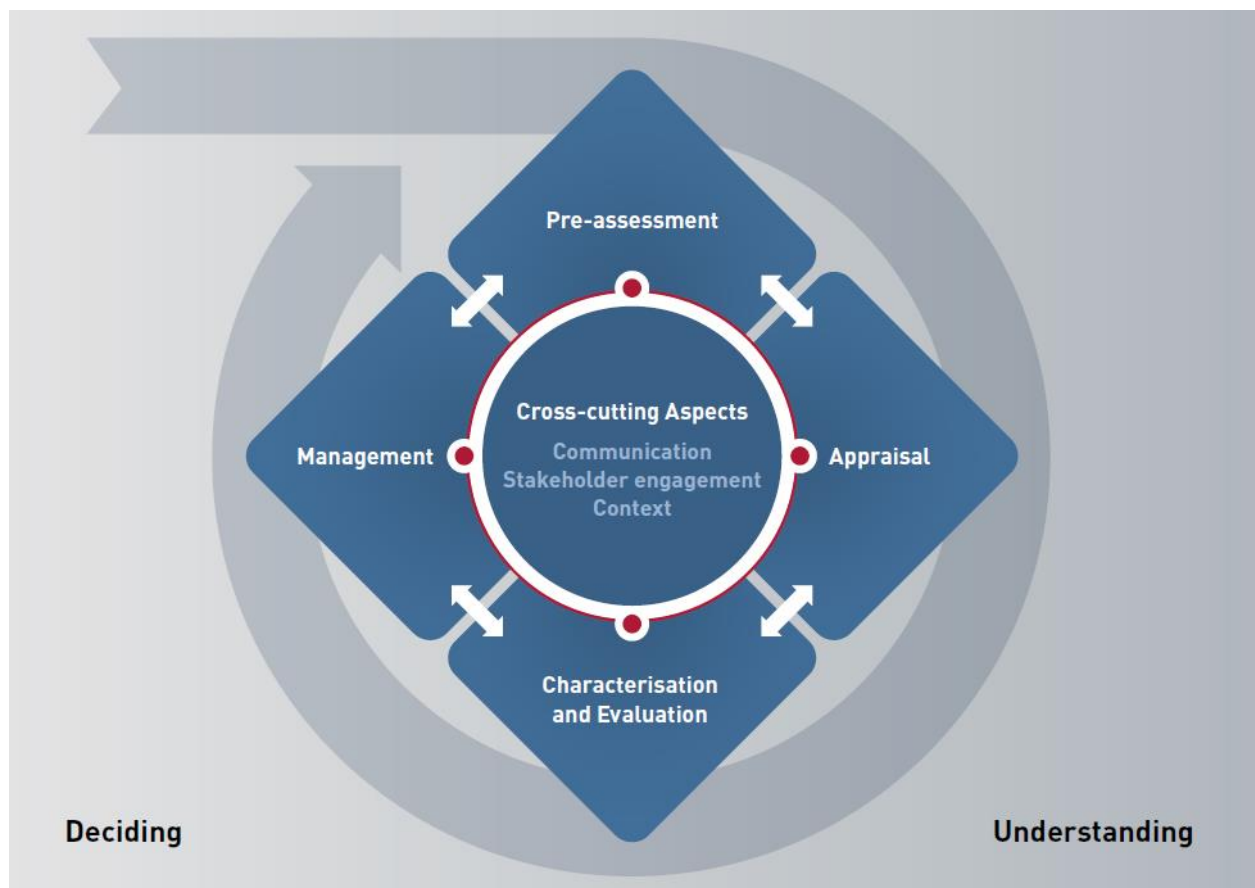 Pre-assessment
Cross-cutting Aspects
Communication
Stakeholder engagement
Context
Management
Appraisal
Characterisation
and Evaluation
Deciding
Understanding